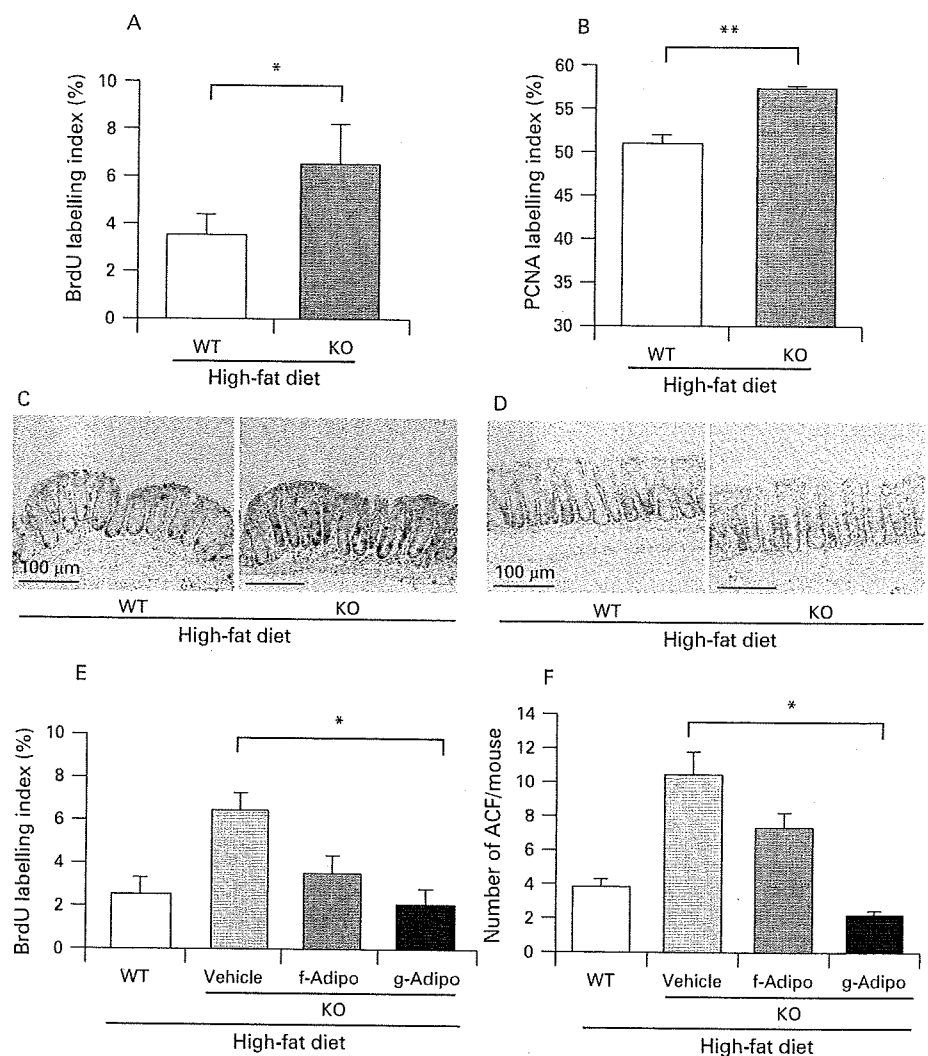 A
BrdU labelling index (%)
10
8
6
4
2
0
*
WT
KO
High-fat diet
B
PCNA labelling index (%)
60
55
50
45
40
35
30
**
WT
KO
High-fat diet
C
100 µm
WT
KO
High-fat diet
D
100 µm
WT
KO
High-fat diet
E
BrdU labelling index (%)
10
8
6
4
2
0
*
WT
Vehicle
f-Adipo
g-Adipo
KO
High-fat diet
F
Number of ACF/mouse
14
12
10
8
6
4
2
0
*
WT
Vehicle
f-Adipo
g-Adipo
KO
High-fat diet